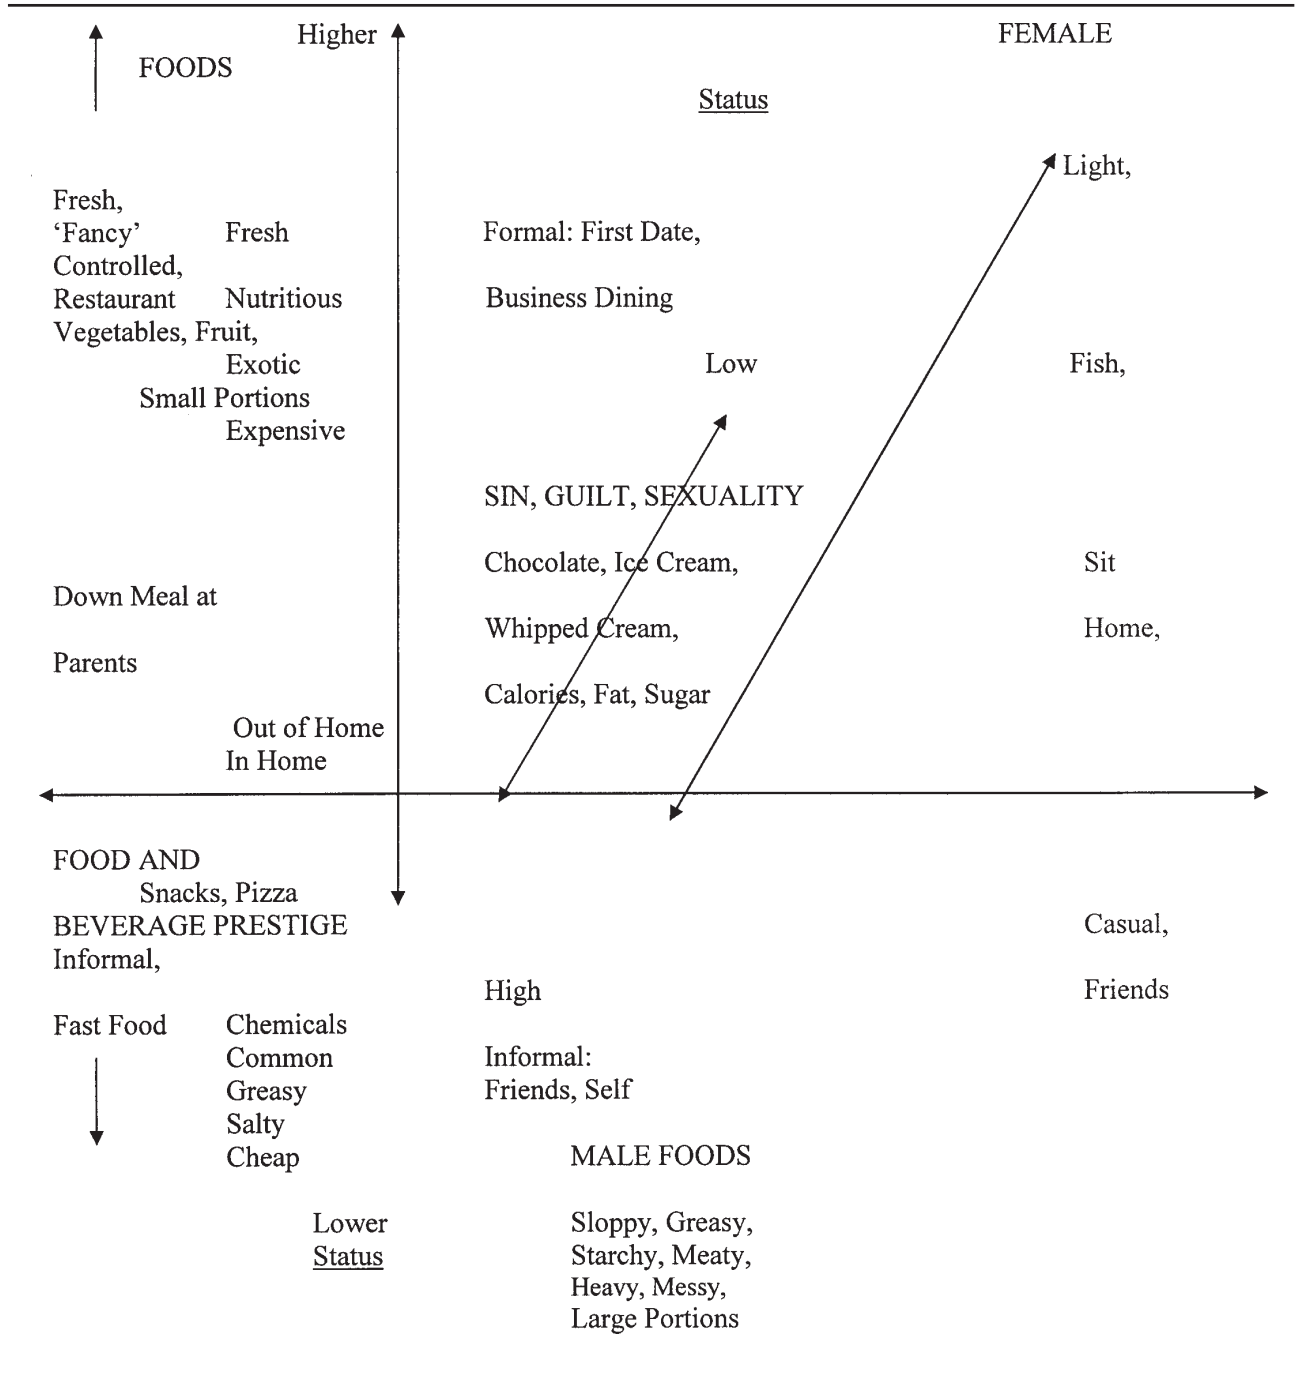 Higher FEMALE
FOODS
Status
Light,
Fresh,
‘Fancy’ Fresh Formal: First Date,
Controlled,
Restaurant Nutritious Business Dining
Vegetables, Fruit,
Exotic Low Fish,
Small Portions
Expensive
SIN, GUILT, SEXUALITY
Chocolate, Ice Cream, Sit
Down Meal at
Whipped Cream, Home,
Parents
Calories, Fat, Sugar
Out of Home
In Home
FOOD AND
Snacks, Pizza
BEVERAGE PRESTIGE Casual,
Informal,
High Friends
Fast Food Chemicals
Common Informal:
Greasy Friends, Self
Salty
Cheap MALE FOODS
Lower Sloppy, Greasy,
Status Starchy, Meaty,
Heavy, Messy,
Large Portions